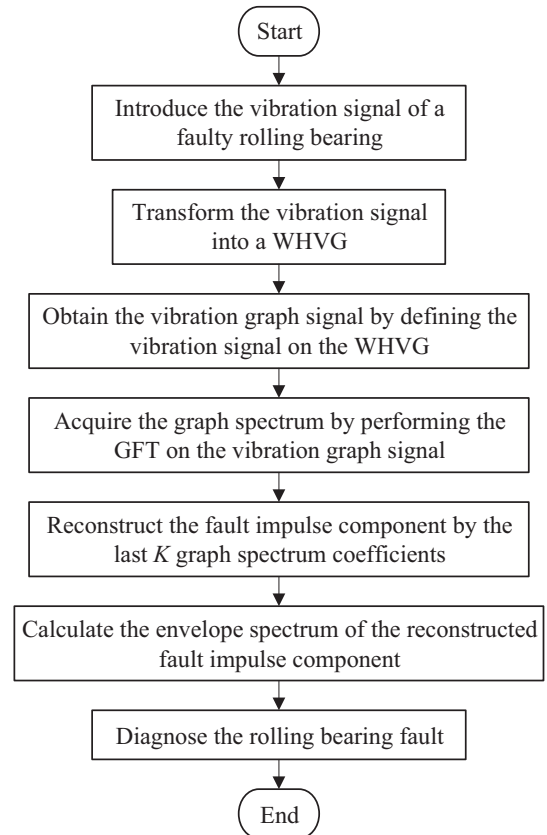 Start
Introduce the vibration signal of a
faulty rolling bearing
Transform the vibration signal
into a WHVG
Obtain the vibration graph signal by defining the
vibration signal on the WHVG
Acquire the graph spectrum by performing the
GFT on the vibration graph signal
Reconstruct the fault impulse component by the
last K graph spectrum coefficients
Calculate the envelope spectrum of the reconstructed
fault impulse component
Diagnose the rolling bearing fault
End